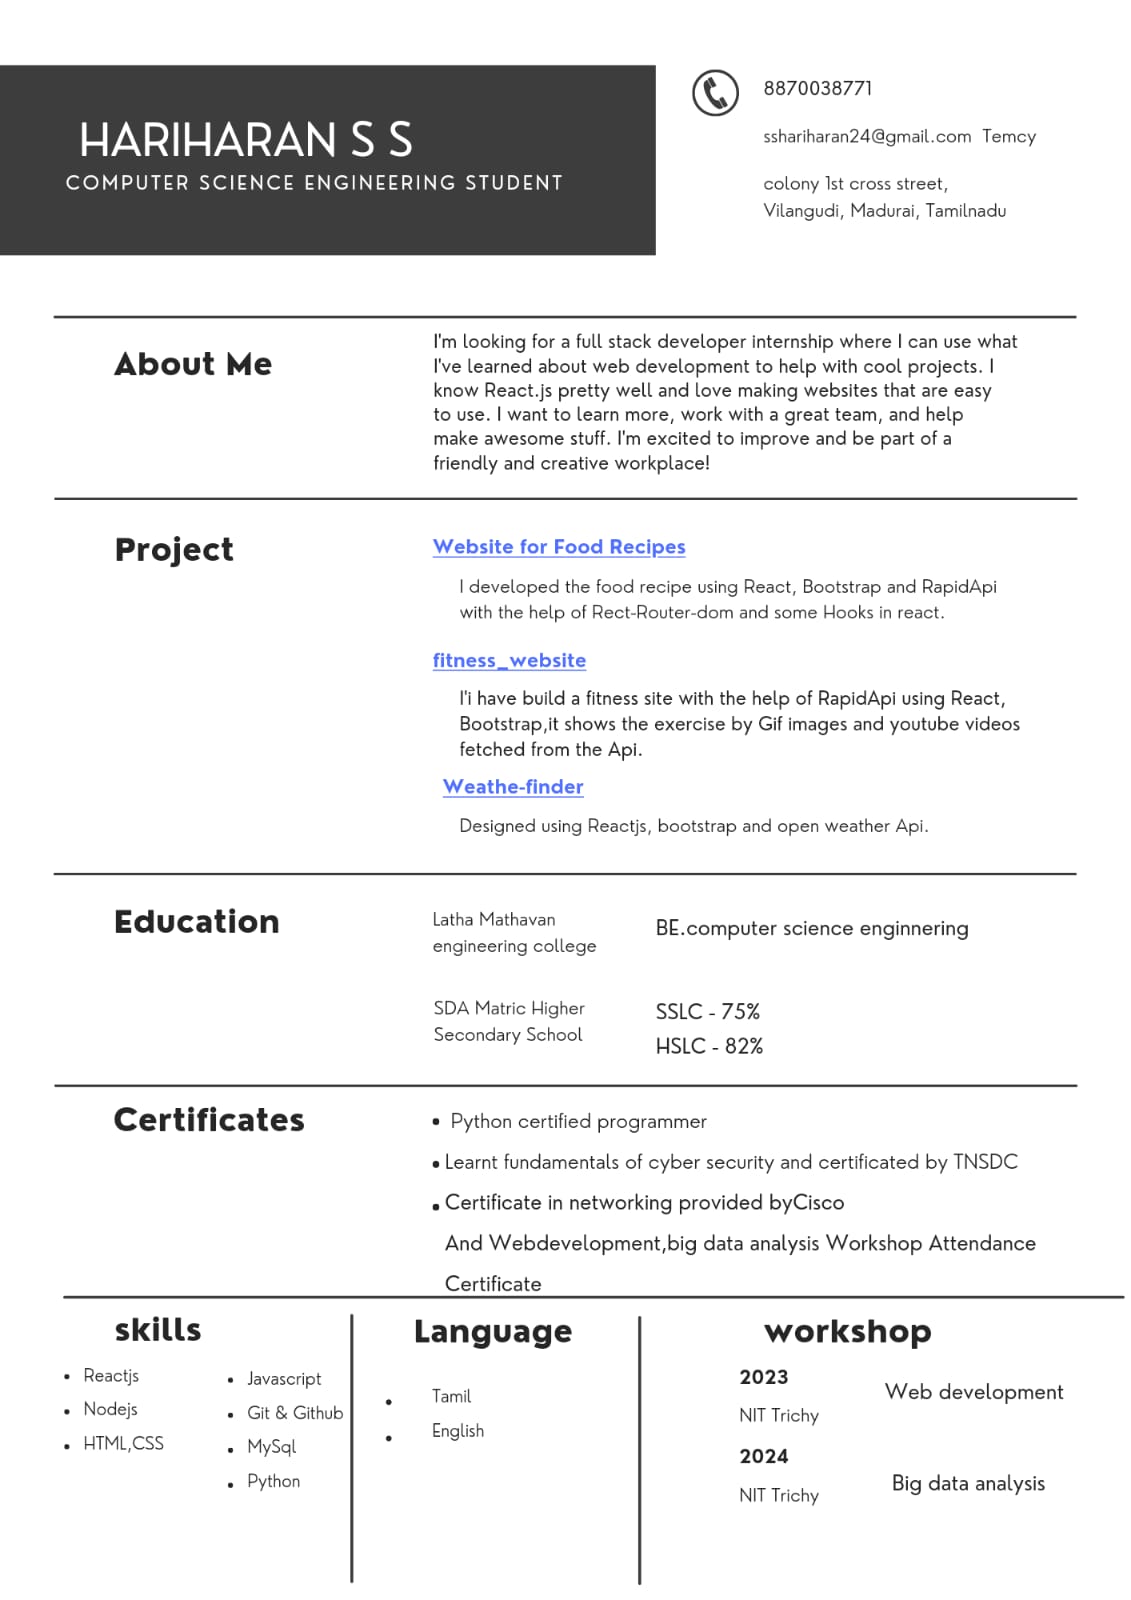 HARIHARAN S S
COMPUTER SCIENCE ENGINEERING STUDENT
8870038771
sshariharan24@gmail.com Temcy
colony 1st cross street,
Vilangudi, Madurai, Tamilnadu
About Me
I'm looking for a full stack developer internship where I can use what
I've learned about web development to help with cool projects. I
know React.js pretty well and love making websites that are easy
to use. I want to learn more, work with a great team, and help
make awesome stuff. I'm excited to improve and be part of a
friendly and creative workplace!
Project
Website for Food Recipes
I developed the food recipe using React, Bootstrap and RapidApi
with the help of Rect-Router-dom and some Hooks in react.
fitness_website
I'i have build a fitness site with the help of RapidApi using React,
Bootstrap,it shows the exercise by Gif images and youtube videos
fetched from the Api.
Weathe-finder
Designed using Reactjs, bootstrap and open weather Api.
Education
Latha Mathavan
engineering college
BE.computer science enginnering
SDA Matric Higher
Secondary School
SSLC - 75%
HSLC - 82%
Certificates
• Python certified programmer
• Learnt fundamentals of cyber security and certificated by TNSDC
• Certificate in networking provided byCisco
And Webdevelopment,big data analysis Workshop Attendance
Certificate
skills
• Reactjs
• Nodejs
• HTML,CSS
• Javascript
• Git & Github
• MySql
• Python
Language
• Tamil
• English
workshop
2023
NIT Trichy
Web development
2024
NIT Trichy
Big data analysis